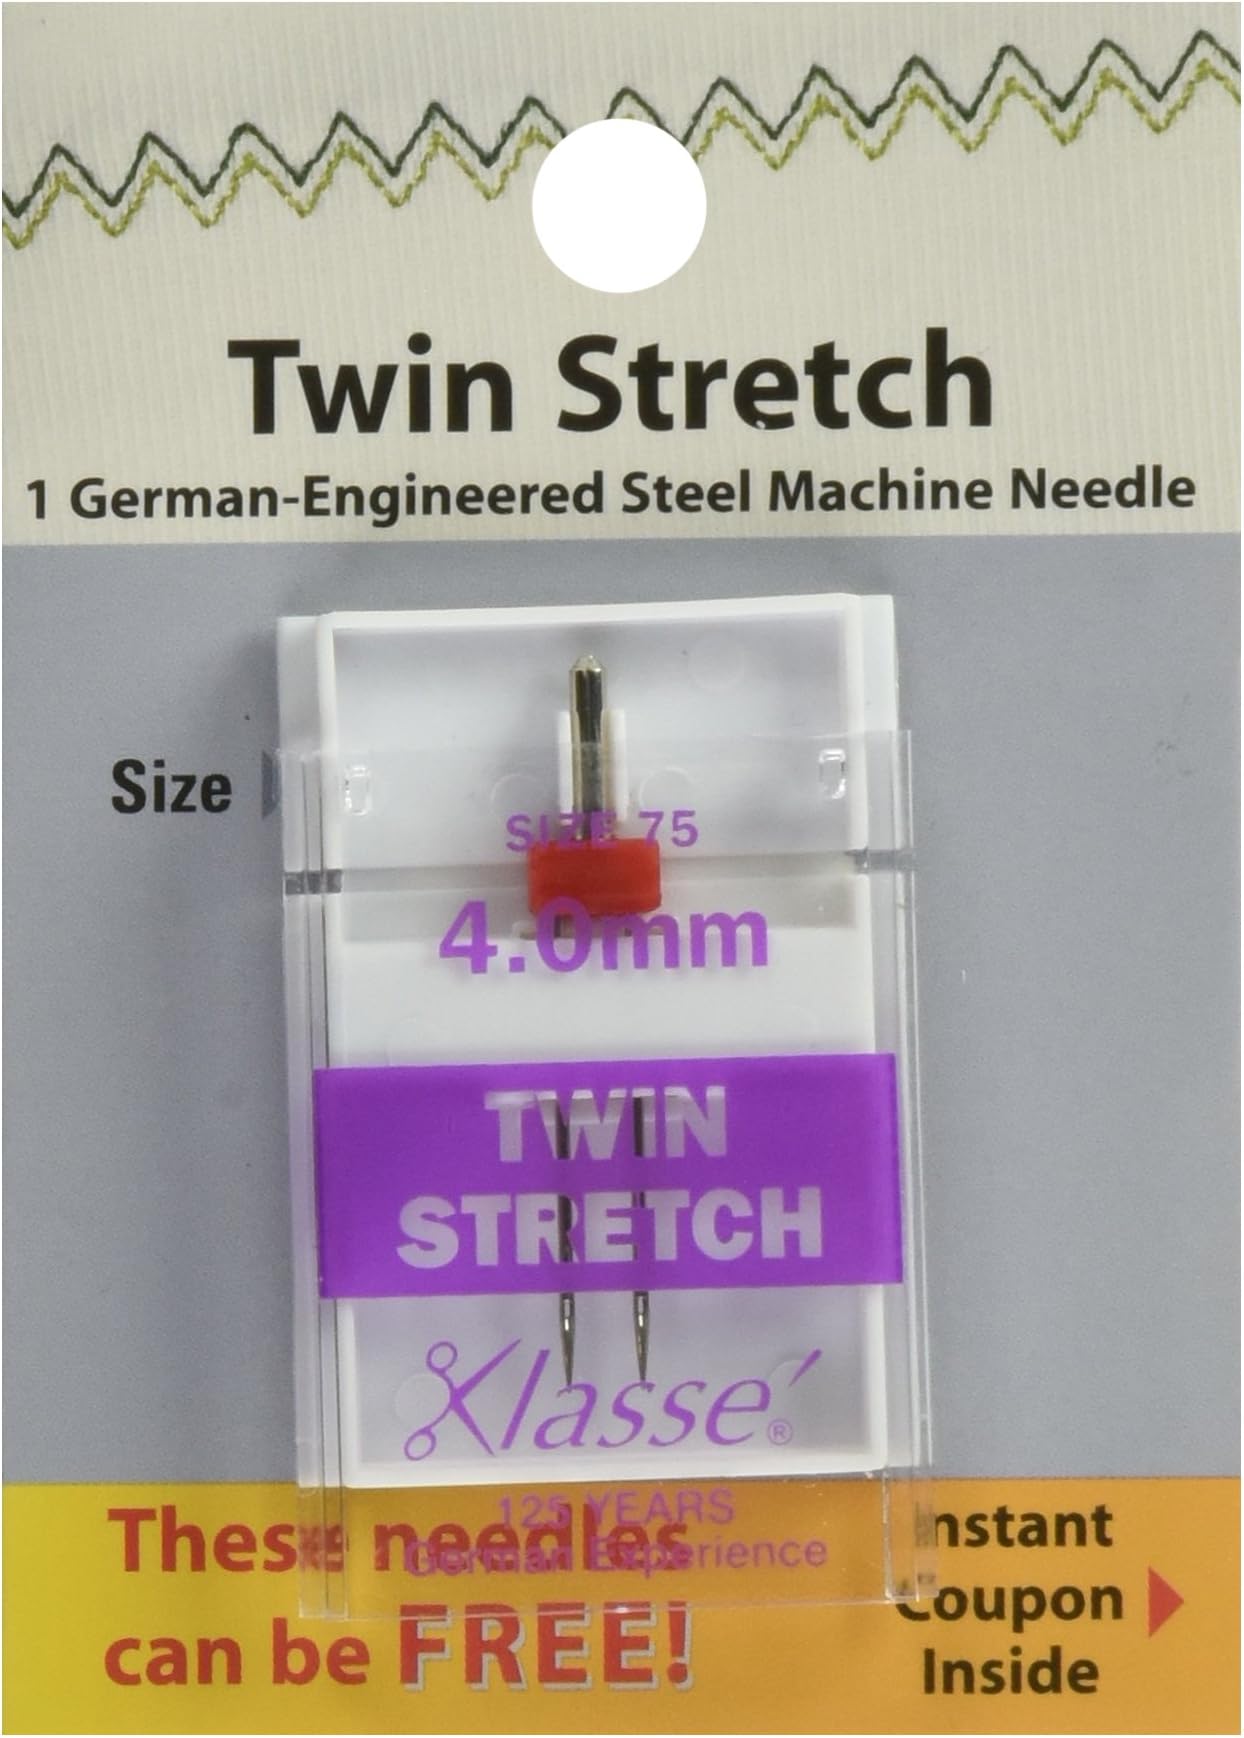 Twin Stretch
1 German-Engineered Steel Machine Needle
Size
SIZE 75
4.0mm
TWIN
STRETCH
Klassé®
125 YEARS
German Experience
These needles
can be FREE!
Instant
Coupon
Inside